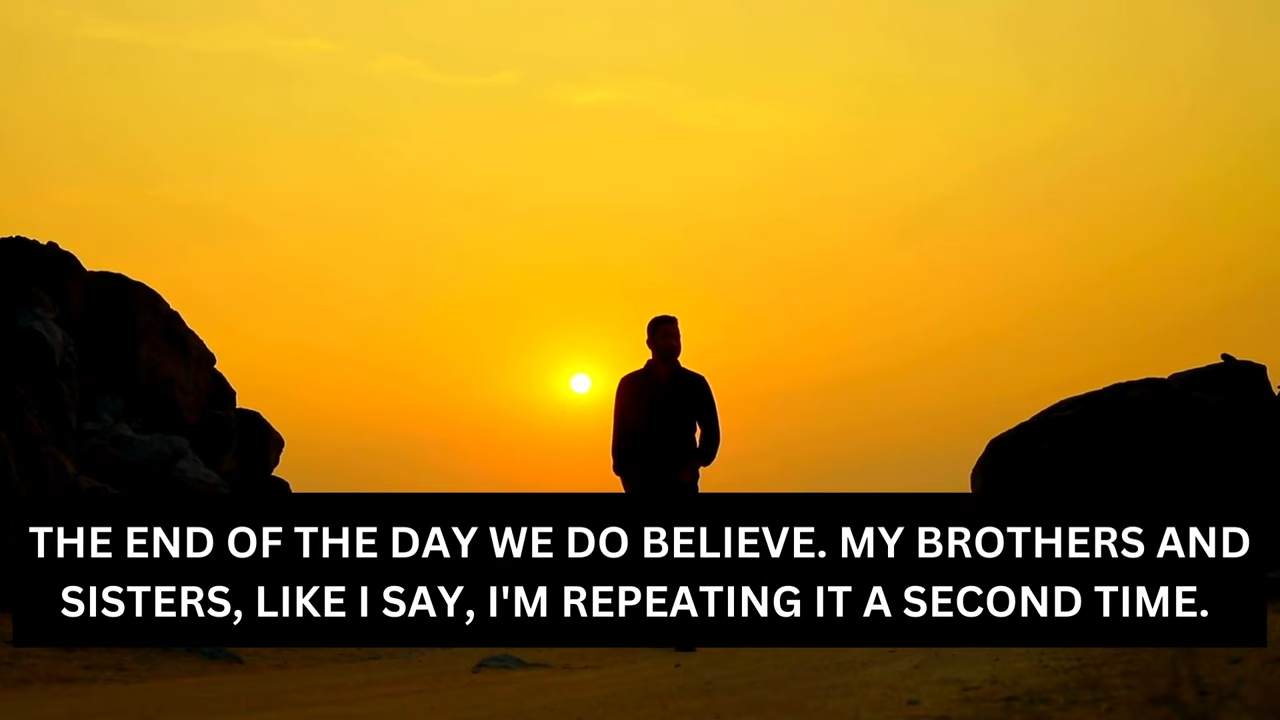 THE END OF THE DAY WE DO BELIEVE. MY BROTHERS AND
SISTERS, LIKE I SAY, I'M REPEATING IT A SECOND TIME.